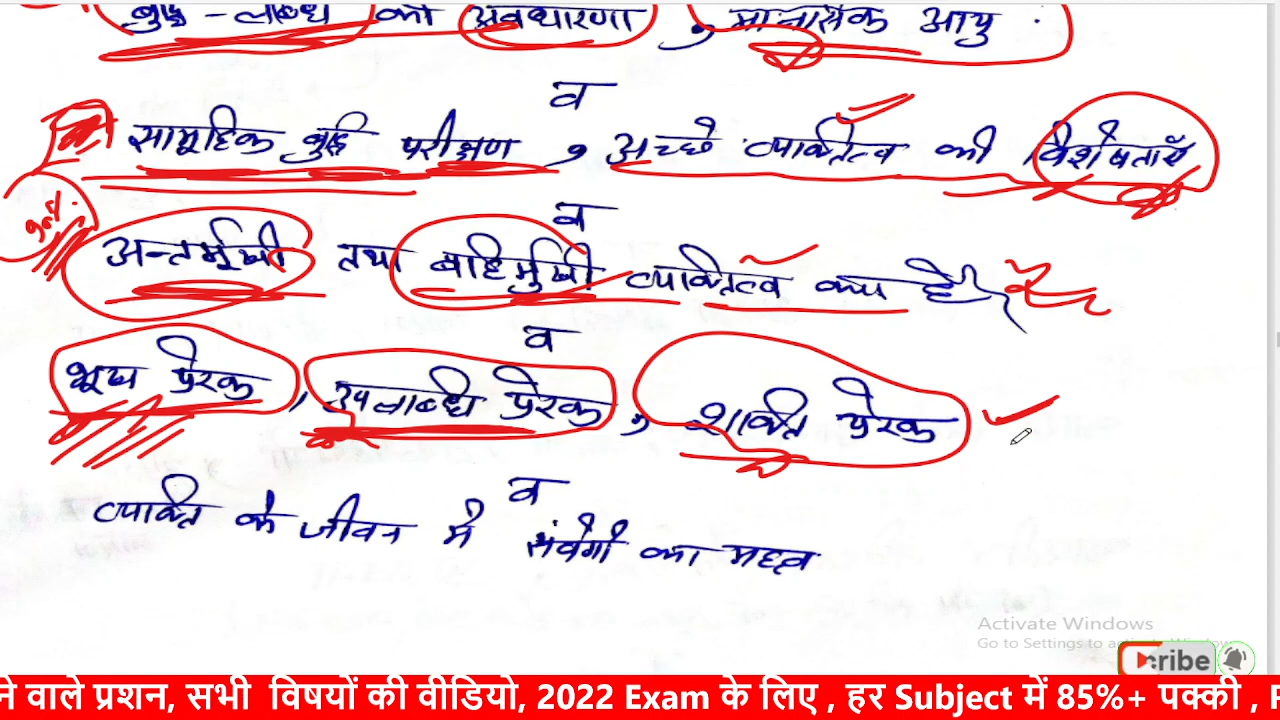 बुद्धि-लब्धि की अवधारणा, मानसिक आयु.
व
सामूहिक बुद्धि परीक्षण, अच्छे व्यक्तित्व की विशेषताएँ
व
अन्तर्मुखी तथा बहिर्मुखी व्यक्तित्व क्या है
व
भूख प्रेरक, उपलब्धि प्रेरक, शक्ति प्रेरक
व
व्यक्ति के जीवन में संवेगों का महत्व
Activate Windows
Go to Settings to
cribe
ने वाले प्रशन, सभी विषयों की वीडियो, 2022 Exam के लिए , हर Subject में 85%+ पक्की ,